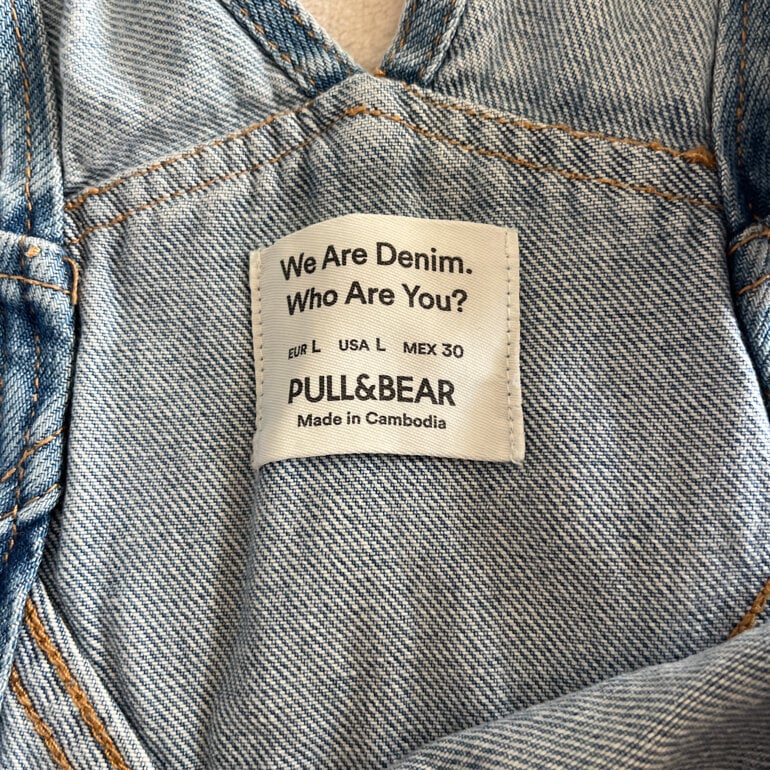 We Are Denim.
Who Are You?
EUR L USA L MEX 30
PULL&BEAR
Made in Cambodia